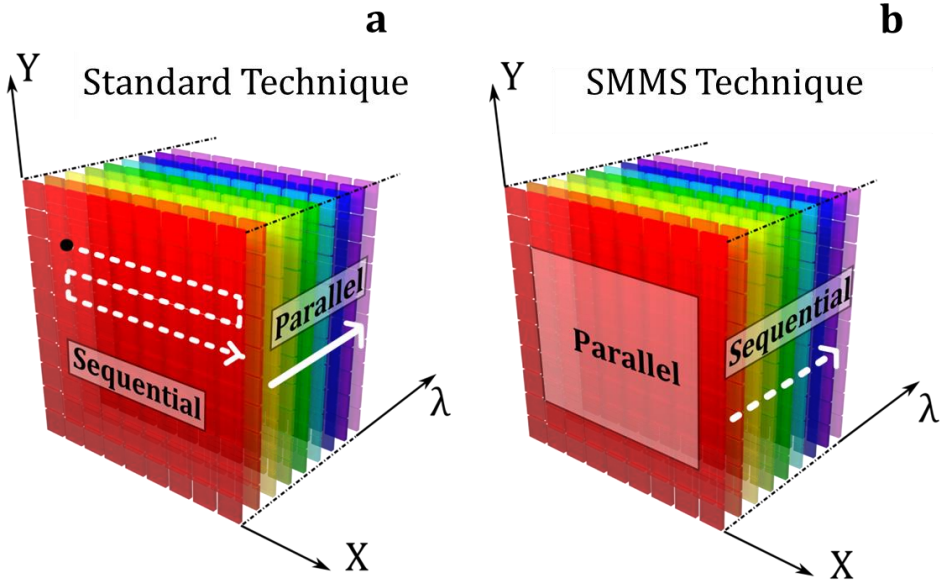 a
Standard Technique
Y
Parallel
Sequential
λ
X
b
SMMS Technique
Y
Sequential
Parallel
λ
X